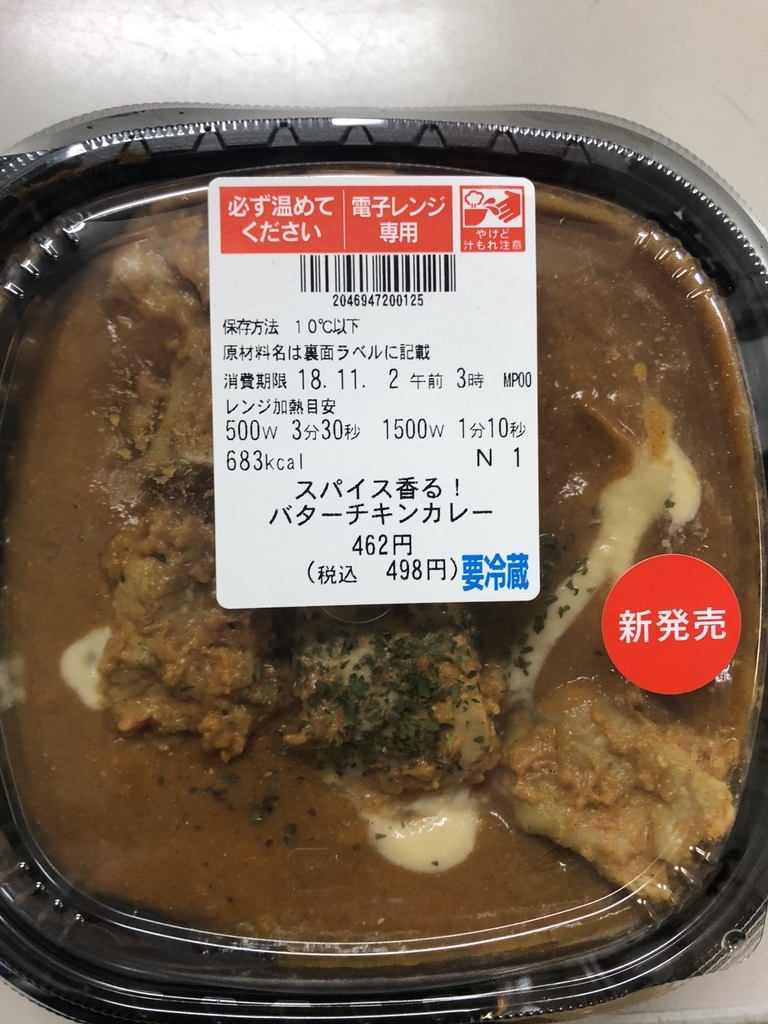 必ず温めて
ください
電子レンジ
専用
やけど
汁もれ注意
2046947200125
保存方法 10℃以下
原材料名は裏面ラベルに記載
消費期限 18.11. 2 午前 3時 MP00
レンジ加熱目安
500W 3分30秒 1500W 1分10秒
683kcal N 1
スパイス香る!
バターチキンカレー
462円
(税込 498円)要冷蔵
新発売